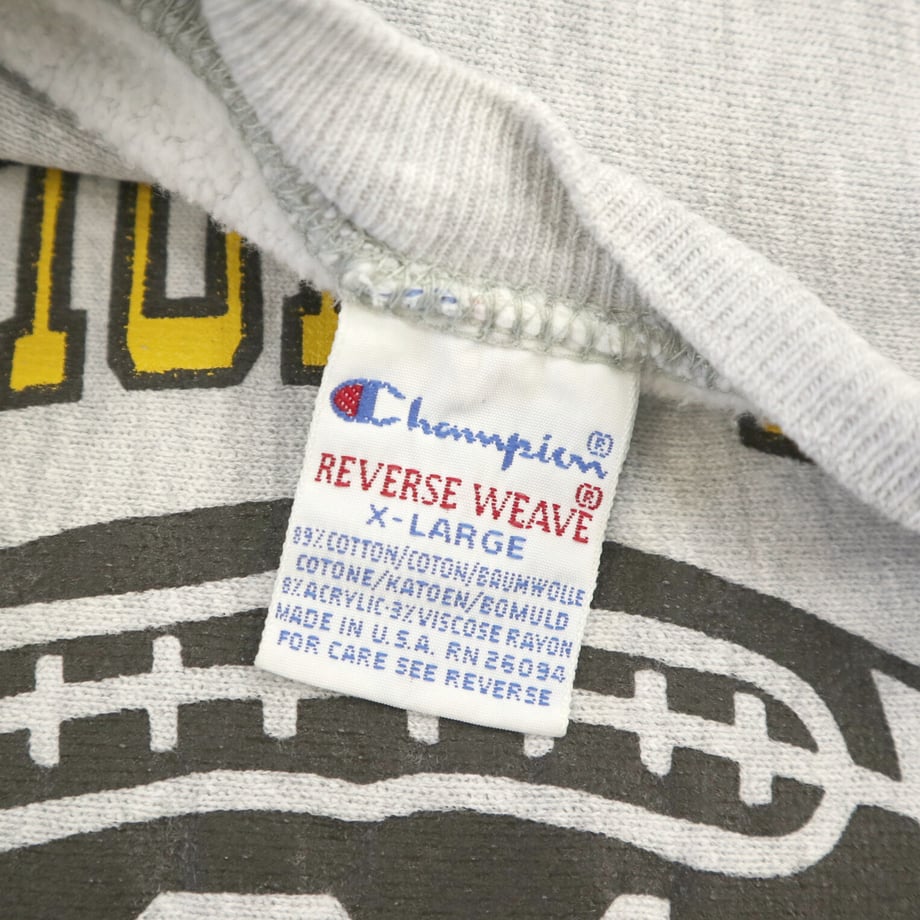 Champion®
REVERSE WEAVE®
X-LARGE
89%COTTON/COTON/BAUMWOLLE
COTONE/KATOEN/BOMULD
8%ACRYLIC-3%VISCOSE RAYON
MADE IN U.S.A. RN 26094
FOR CARE SEE REVERSE